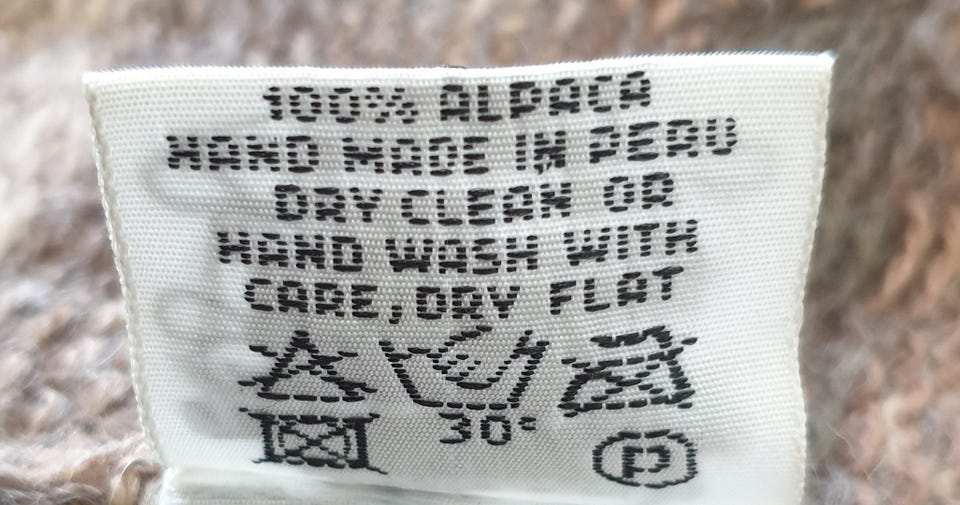 100% ALPACA
HAND MADE IN PERU
DRY CLEAN OR
HAND WASH WITH
CARE, DRY FLAT
30°
P